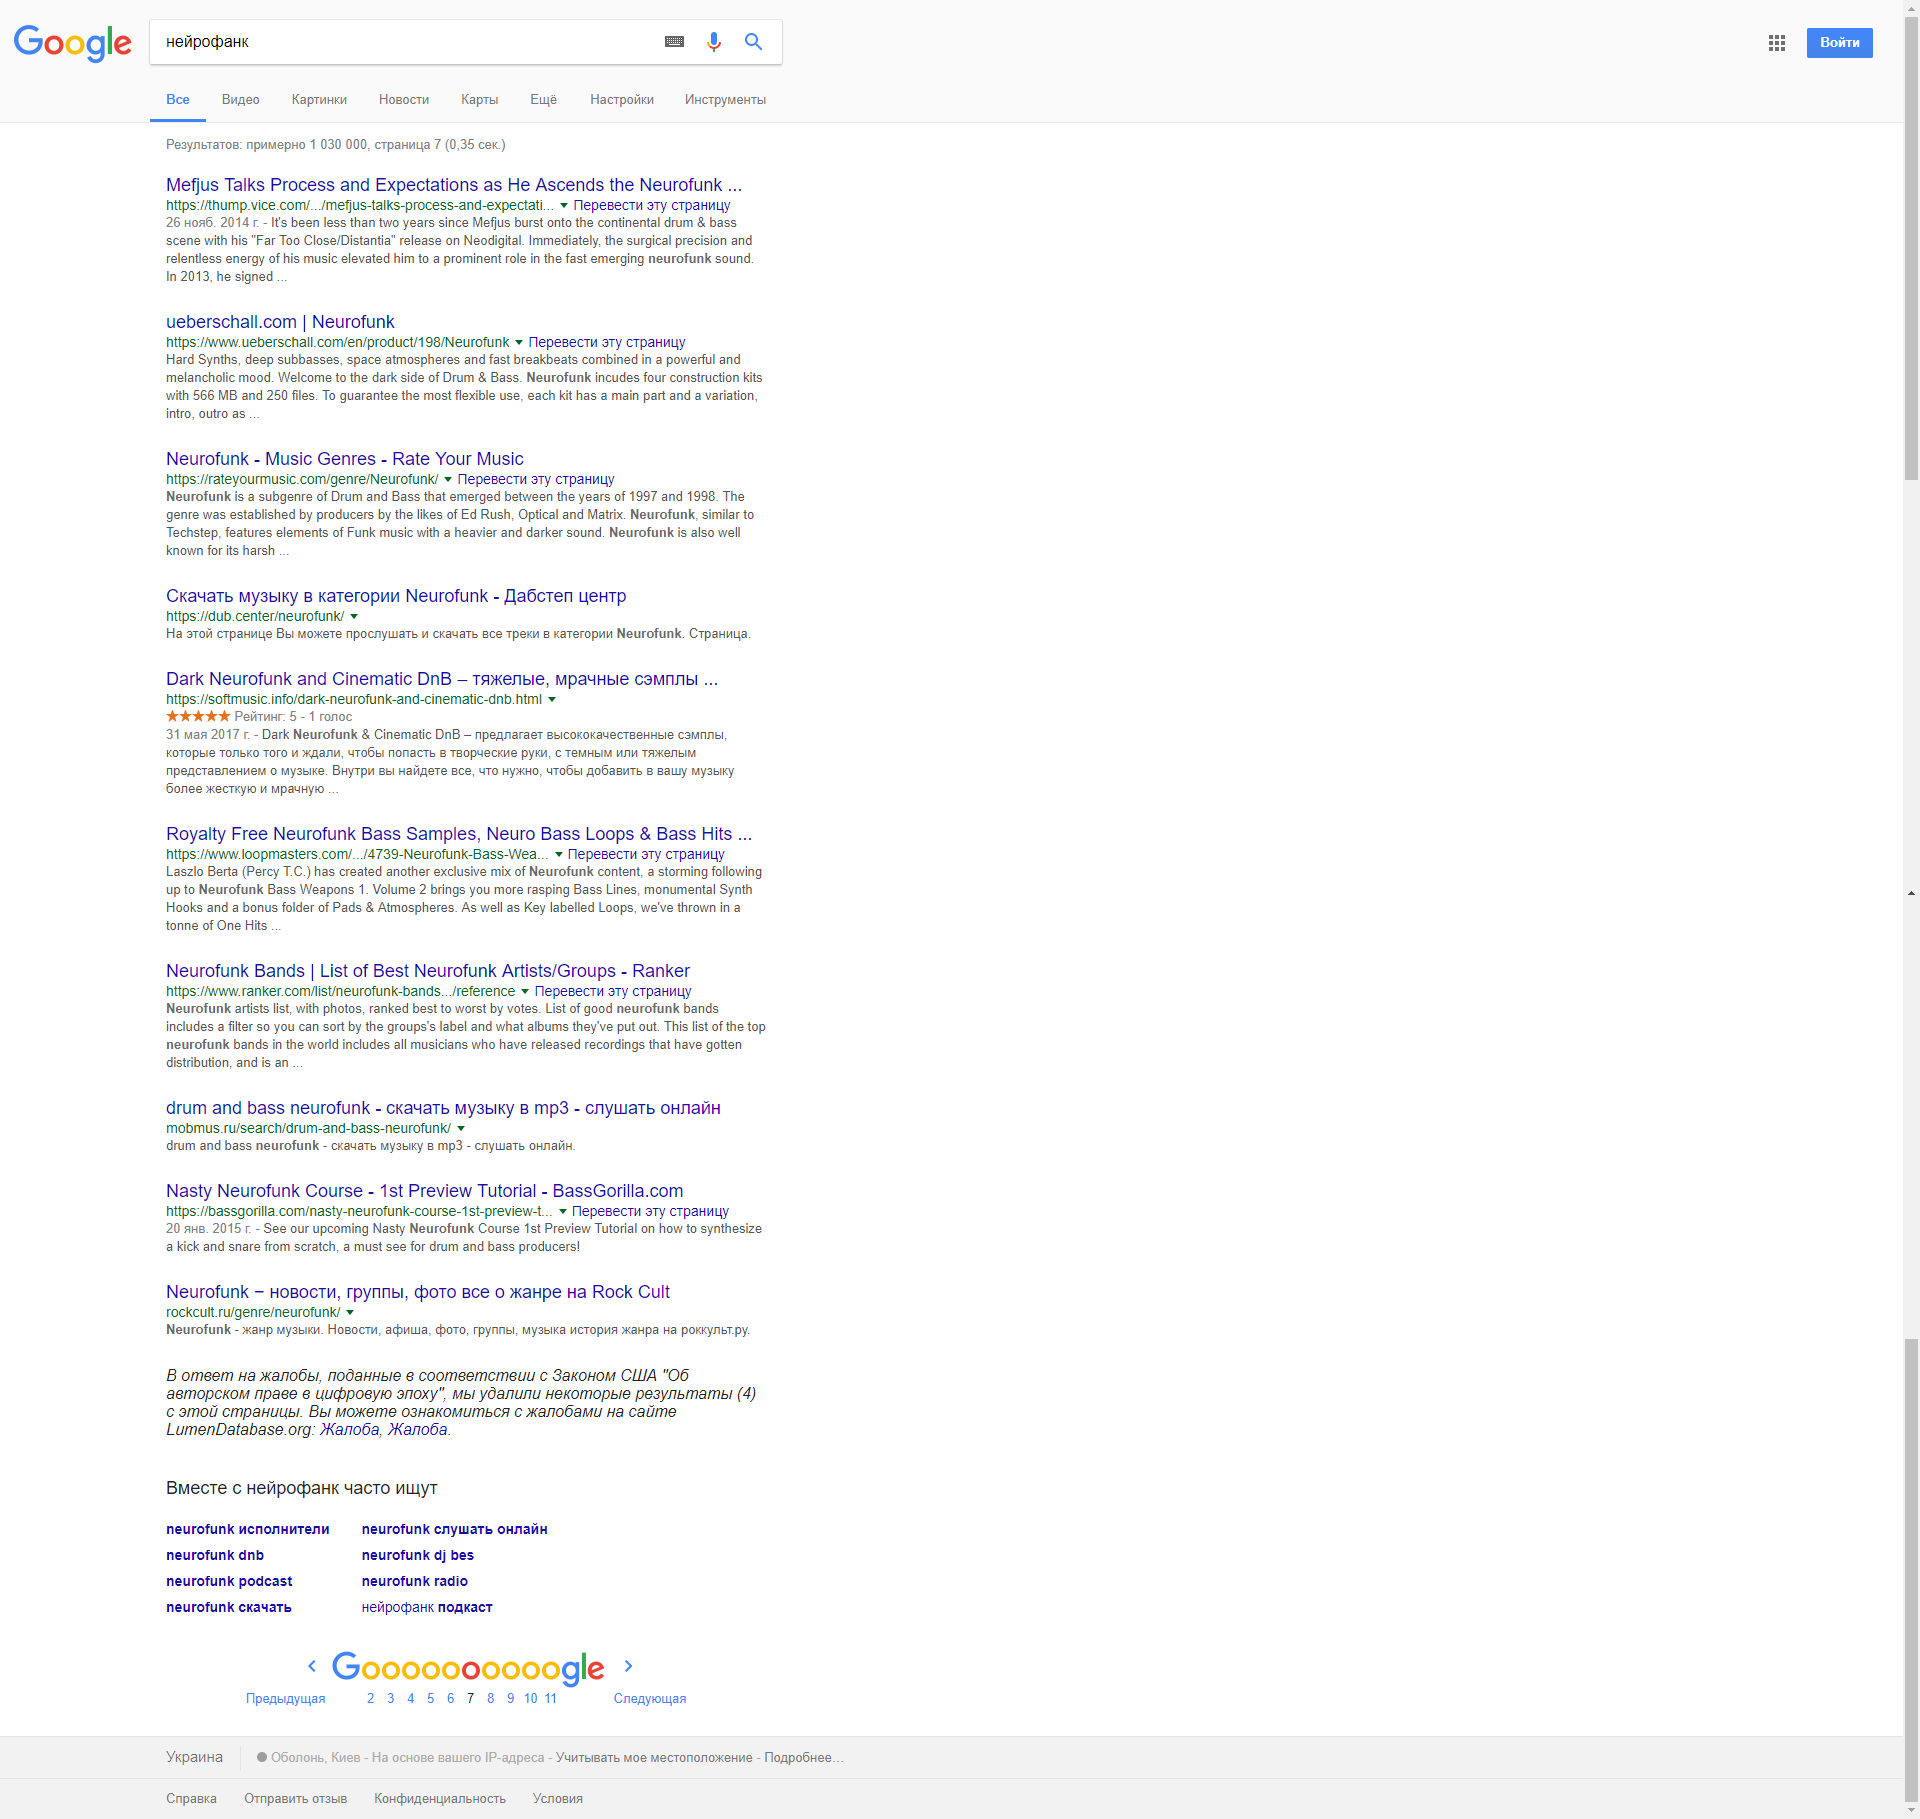 Google
нейрофанк
Войти
Все Видео Картинки Новости Карты Ещё Настройки Инструменты
Результатов: примерно 1 030 000, страница 7 (0,35 сек.)
Mefjus Talks Process and Expectations as He Ascends the Neurofunk ...
https://thump.vice.com/.../mefjus-talks-process-and-expectati... Перевести эту страницу
26 нояб. 2014 г. - It's been less than two years since Mefjus burst onto the continental drum & bass
scene with his "Far Too Close/Distantia" release on Neodigital. Immediately, the surgical precision and
relentless energy of his music elevated him to a prominent role in the fast emerging neurofunk sound.
In 2013, he signed ...
ueberschall.com | Neurofunk
https://www.ueberschall.com/en/product/198/Neurofunk Перевести эту страницу
Hard Synths, deep subbasses, space atmospheres and fast breakbeats combined in a powerful and
melancholic mood. Welcome to the dark side of Drum & Bass. Neurofunk incudes four construction kits
with 566 MB and 250 files. To guarantee the most flexible use, each kit has a main part and a variation,
intro, outro as ...
Neurofunk - Music Genres - Rate Your Music
https://rateyourmusic.com/genre/Neurofunk/ Перевести эту страницу
Neurofunk is a subgenre of Drum and Bass that emerged between the years of 1997 and 1998. The
genre was established by producers by the likes of Ed Rush, Optical and Matrix. Neurofunk, similar to
Techstep, features elements of Funk music with a heavier and darker sound. Neurofunk is also well
known for its harsh ...
Скачать музыку в категории Neurofunk - Дабстеп центр
https://dub.center/neurofunk/
На этой странице Вы можете прослушать и скачать все треки в категории Neurofunk. Страница.
Dark Neurofunk and Cinematic DnB – тяжелые, мрачные сэмплы ...
https://softmusic.info/dark-neurofunk-and-cinematic-dnb.html
Рейтинг: 5 - 1 голос
31 мая 2017 г. - Dark Neurofunk & Cinematic DnB – предлагает высококачественные сэмплы,
которые только того и ждали, чтобы попасть в творческие руки, с темным или тяжелым
представлением о музыке. Внутри вы найдете все, что нужно, чтобы добавить в вашу музыку
более жесткую и мрачную ...
Royalty Free Neurofunk Bass Samples, Neuro Bass Loops & Bass Hits ...
https://www.loopmasters.com/.../4739-Neurofunk-Bass-Wea... Перевести эту страницу
Laszlo Berta (Percy T.C.) has created another exclusive mix of Neurofunk content, a storming following
up to Neurofunk Bass Weapons 1. Volume 2 brings you more rasping Bass Lines, monumental Synth
Hooks and a bonus folder of Pads & Atmospheres. As well as Key labelled Loops, we've thrown in a
tonne of One Hits ...
Neurofunk Bands | List of Best Neurofunk Artists/Groups - Ranker
https://www.ranker.com/list/neurofunk-bands.../reference Перевести эту страницу
Neurofunk artists list, with photos, ranked best to worst by votes. List of good neurofunk bands
includes a filter so you can sort by the groups's label and what albums they've put out. This list of the top
neurofunk bands in the world includes all musicians who have released recordings that have gotten
distribution, and is an ...
drum and bass neurofunk - скачать музыку в mp3 - слушать онлайн
mobmus.ru/search/drum-and-bass-neurofunk/
drum and bass neurofunk - скачать музыку в mp3 - слушать онлайн.
Nasty Neurofunk Course - 1st Preview Tutorial - BassGorilla.com
https://bassgorilla.com/nasty-neurofunk-course-1st-preview-t... Перевести эту страницу
20 янв. 2015 г. - See our upcoming Nasty Neurofunk Course 1st Preview Tutorial on how to synthesize
a kick and snare from scratch, a must see for drum and bass producers!
Neurofunk − новости, группы, фото все о жанре на Rock Cult
rockcult.ru/genre/neurofunk/
Neurofunk - жанр музыки. Новости, афиша, фото, группы, музыка история жанра на роккульт.ру.
В ответ на жалобы, поданные в соответствии с Законом США "Об
авторском праве в цифровую эпоху", мы удалили некоторые результаты (4)
с этой страницы. Вы можете ознакомиться с жалобами на сайте
LumenDatabase.org: Жалоба, Жалоба.
Вместе с нейрофанк часто ищут
neurofunk исполнители neurofunk слушать онлайн
neurofunk dnb neurofunk dj bes
neurofunk podcast neurofunk radio
neurofunk скачать нейрофанк подкаст
Goooooooooogle
Предыдущая 2 3 4 5 6 7 8 9 10 11 Следующая
Украина Оболонь, Киев - На основе вашего IP-адреса - Учитывать мое местоположение - Подробнее…
Справка Отправить отзыв Конфиденциальность Условия